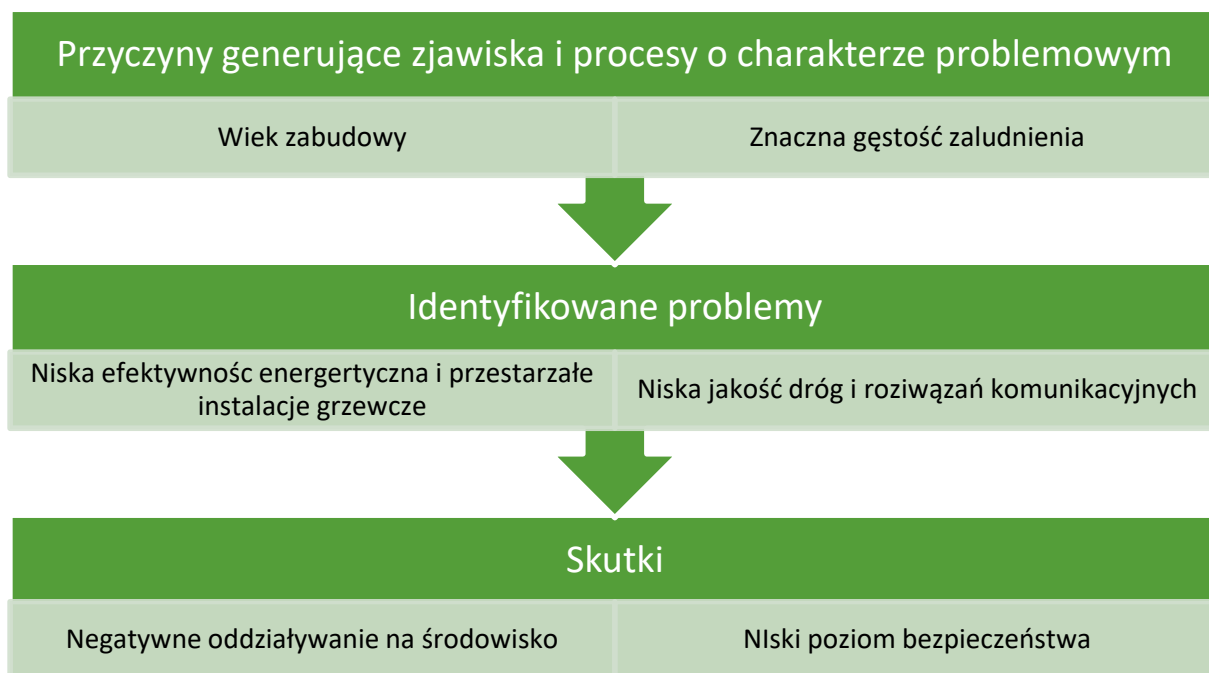 Przyczyny generujące zjawiska i procesy o charakterze problemowym
Wiek zabudowy
Znaczna gęstość zaludnienia
Identyfikowane problemy
Niska efektywnośc energertyczna i przestarzałe
instalacje grzewcze
Niska jakość dróg i roziwązań komunikacyjnych
Skutki
Negatywne oddziaływanie na środowisko
NIski poziom bezpieczeństwa